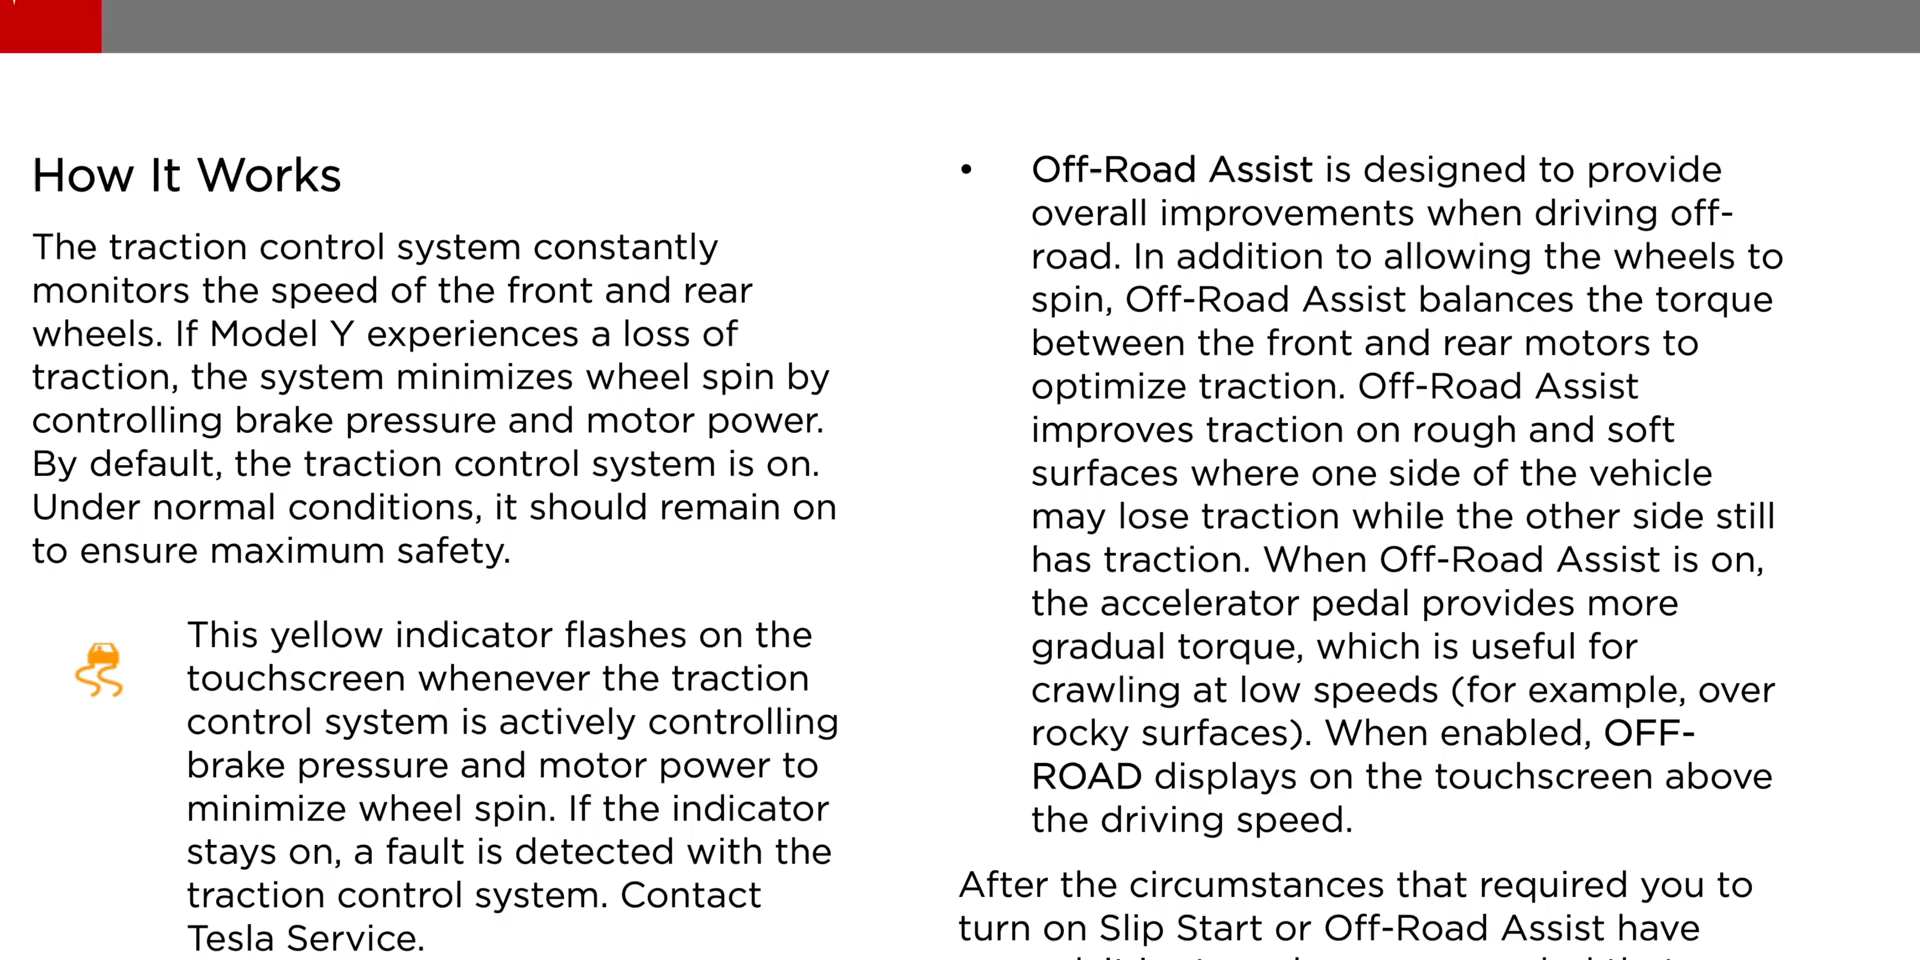 How It Works
The traction control system constantly
monitors the speed of the front and rear
wheels. If Model Y experiences a loss of
traction, the system minimizes wheel spin by
controlling brake pressure and motor power.
By default, the traction control system is on.
Under normal conditions, it should remain on
to ensure maximum safety.
This yellow indicator flashes on the
touchscreen whenever the traction
control system is actively controlling
brake pressure and motor power to
minimize wheel spin. If the indicator
stays on, a fault is detected with the
traction control system. Contact
Tesla Service.
• Off-Road Assist is designed to provide
overall improvements when driving off-
road. In addition to allowing the wheels to
spin, Off-Road Assist balances the torque
between the front and rear motors to
optimize traction. Off-Road Assist
improves traction on rough and soft
surfaces where one side of the vehicle
may lose traction while the other side still
has traction. When Off-Road Assist is on,
the accelerator pedal provides more
gradual torque, which is useful for
crawling at low speeds (for example, over
rocky surfaces). When enabled, OFF-
ROAD displays on the touchscreen above
the driving speed.
After the circumstances that required you to
turn on Slip Start or Off-Road Assist have